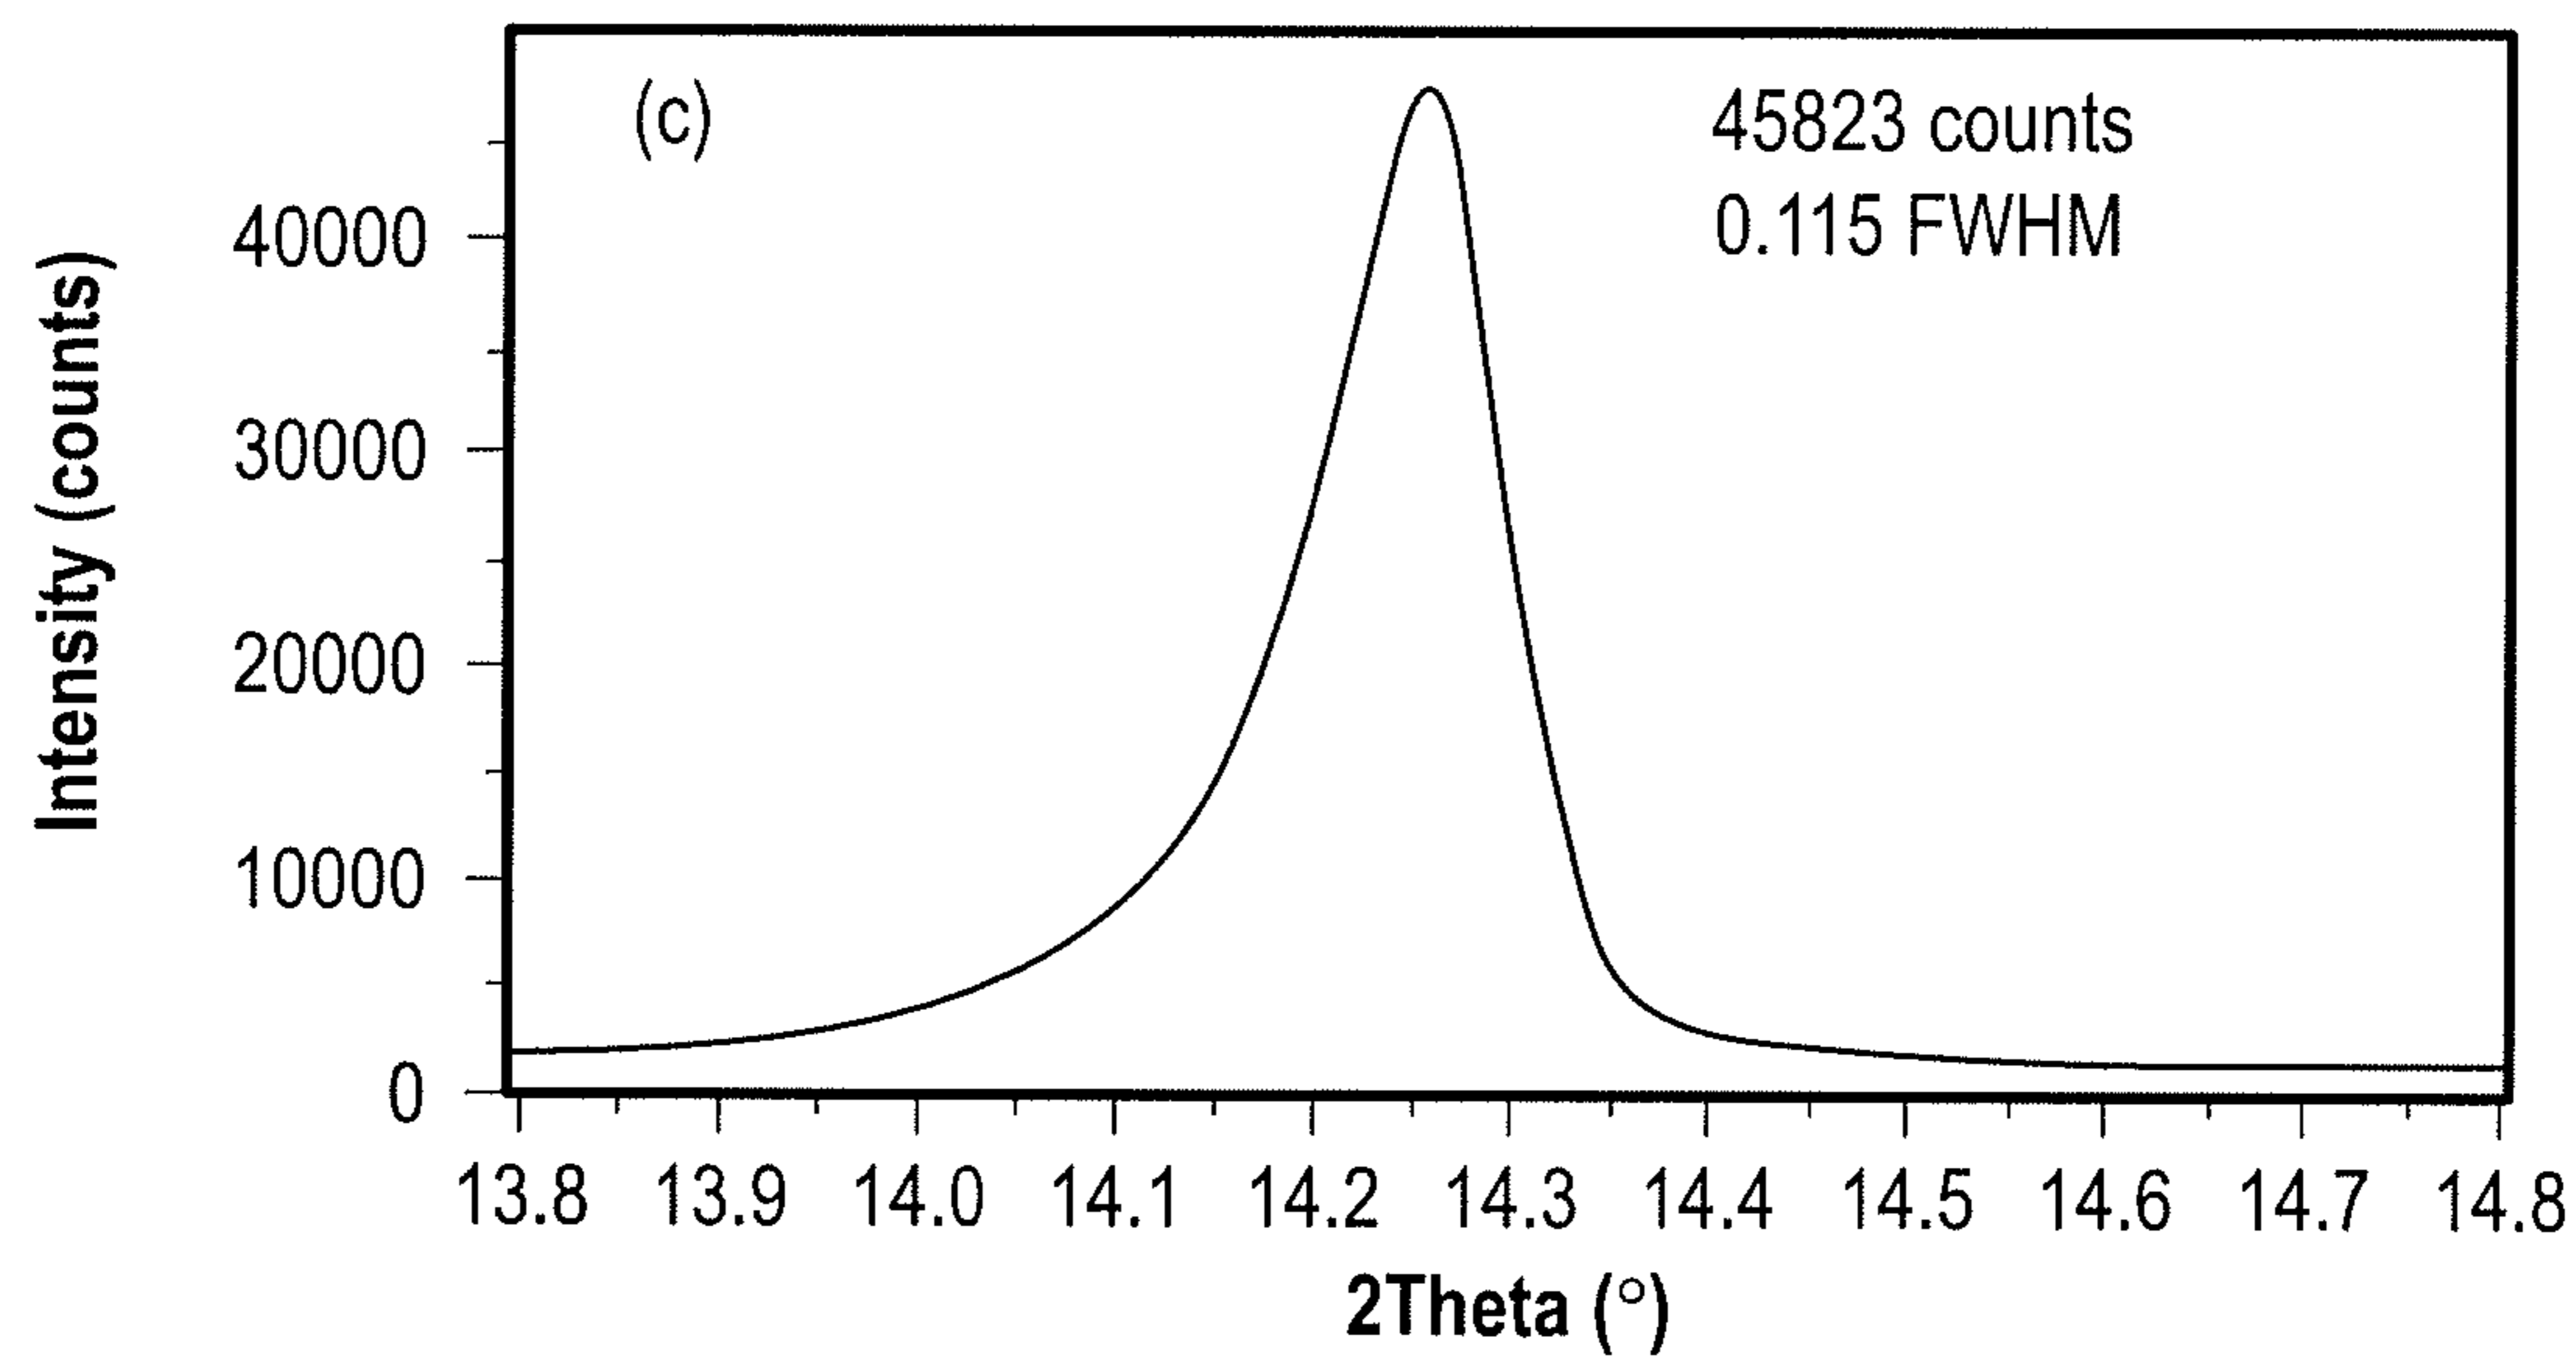 (c)
45823 counts
0.115 FWHM
Intensity (counts)
40000
30000
20000
10000
0
13.8 13.9 14.0 14.1 14.2 14.3 14.4 14.5 14.6 14.7 14.8
2Theta (°)